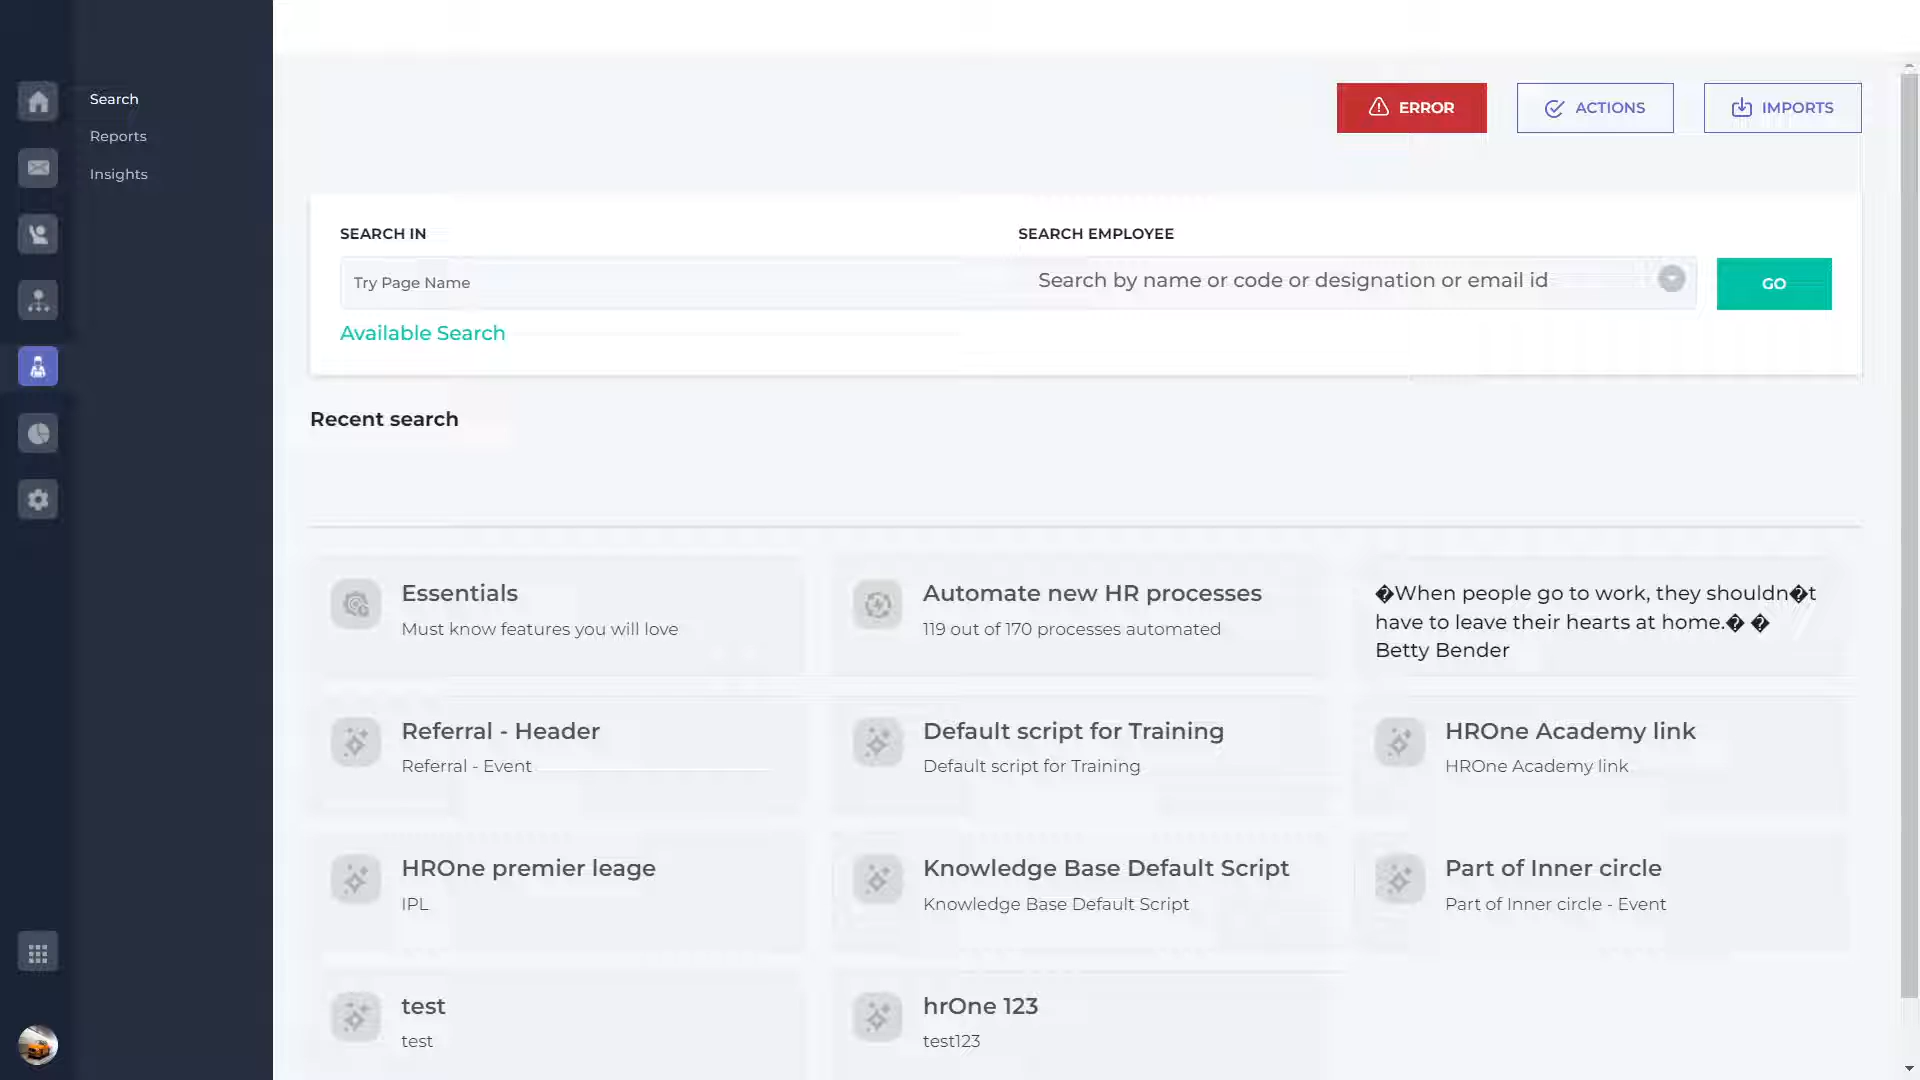 Search
Reports
Insights
ERROR
ACTIONS
IMPORTS
SEARCH IN
SEARCH EMPLOYEE
Try Page Name
Search by name or code or designation or email id
GO
Available Search
Recent search
Essentials
Must know features you will love
Automate new HR processes
119 out of 170 processes automated
�When people go to work, they shouldn�t
have to leave their hearts at home.� �
Betty Bender
Referral - Header
Referral - Event
Default script for Training
Default script for Training
HROne Academy link
HROne Academy link
HROne premier leage
IPL
Knowledge Base Default Script
Knowledge Base Default Script
Part of Inner circle
Part of Inner circle - Event
test
test
hrOne 123
test123